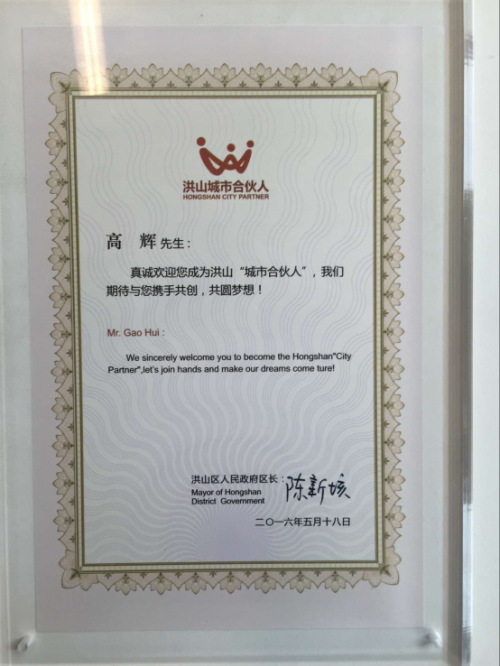 洪山城市合伙人
HONGSHAN CITY PARTNER
高 辉 先生：
真诚欢迎您成为洪山“城市合伙人”，我们
期待与您携手共创，共圆梦想！
Mr. Gao Hui :
We sincerely welcome you to become the Hongshan"City
Partner",let's join hands and make our dreams come ture!
洪山区人民政府区长：陈新垓
Mayor of Hongshan
District Government
二〇一六年五月十八日